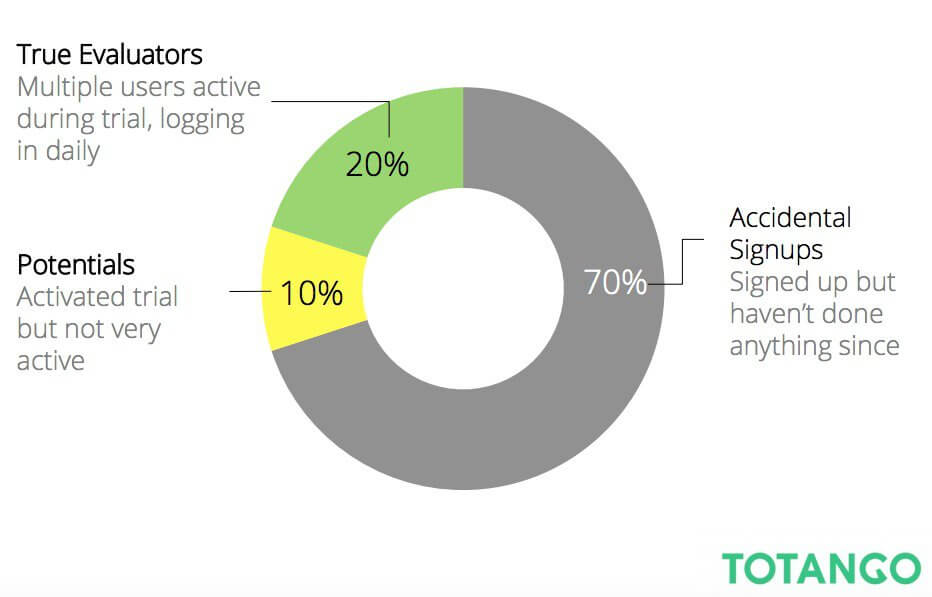 True Evaluators
Multiple users active
during trial, logging
in daily
20%
Potentials
Activated trial
but not very
active
10%
70%
Accidental
Signups
Signed up but
haven’t done
anything since
TOTANGO